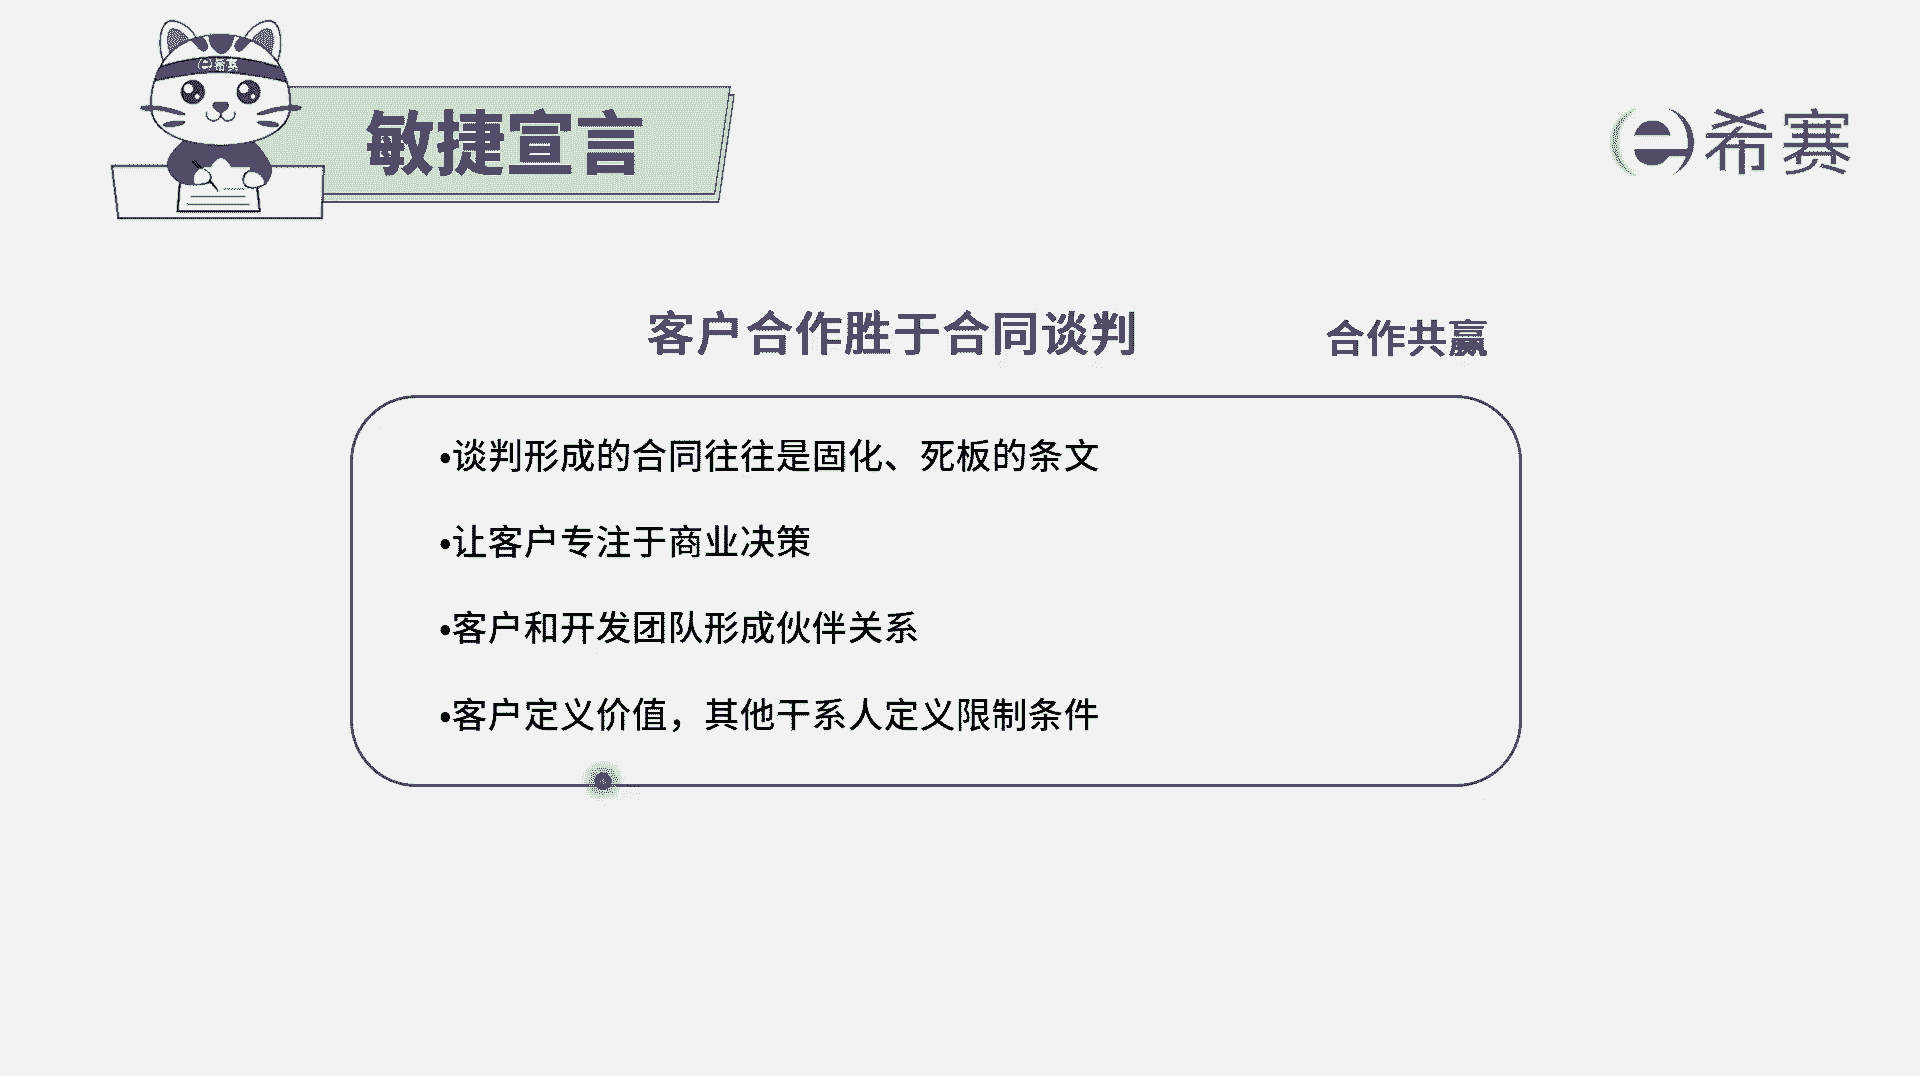 希赛
敏捷宣言
希赛
客户合作胜于合同谈判
合作共赢
•谈判形成的合同往往是固化、死板的条文
•让客户专注于商业决策
•客户和开发团队形成伙伴关系
•客户定义价值，其他干系人定义限制条件